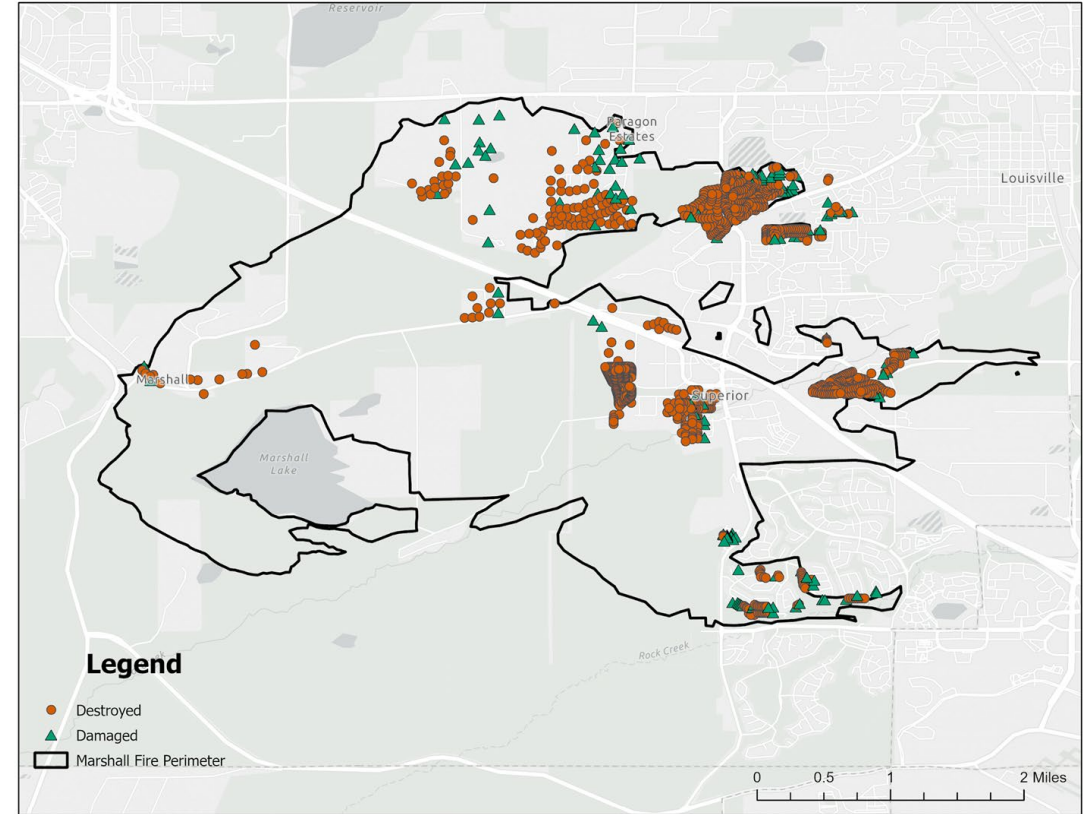 Reservoir
Paragon
Estates
Louisville
Marshall
Superior
Marshall
Lake
Rock Creek
Legend
Destroyed
Damaged
Marshall Fire Perimeter
0 0.5 1 2 Miles